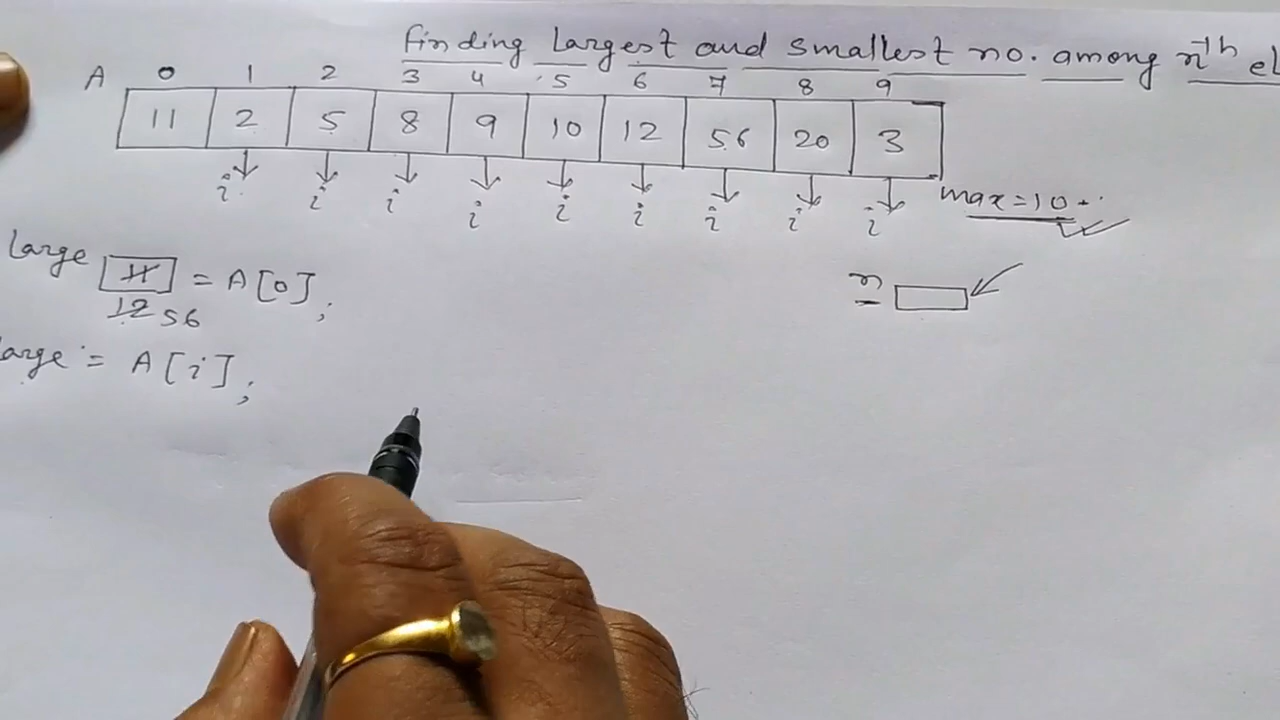 Finding Largest and smallest no. among nth el
A 0 1 2 3 4 5 6 7 8 9
11 2 5 8 9 10 12 56 20 3
i i i i i i i i i
max=10
large 11 = A[0];
12 56
n
large = A[i];